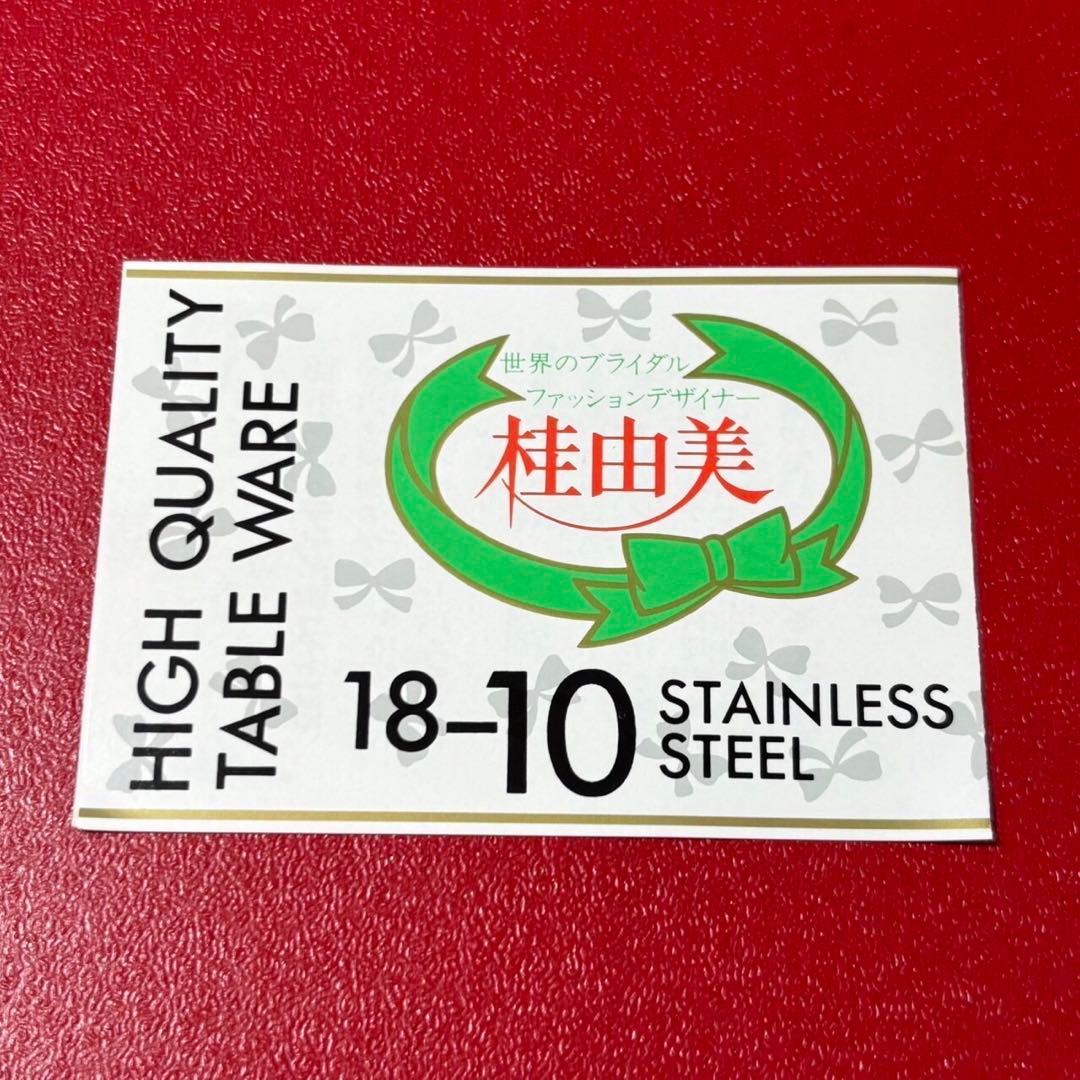 HIGH QUALITY
TABLE WARE
世界のブライダル
ファッションデザイナー
桂由美
18-10 STAINLESS
STEEL